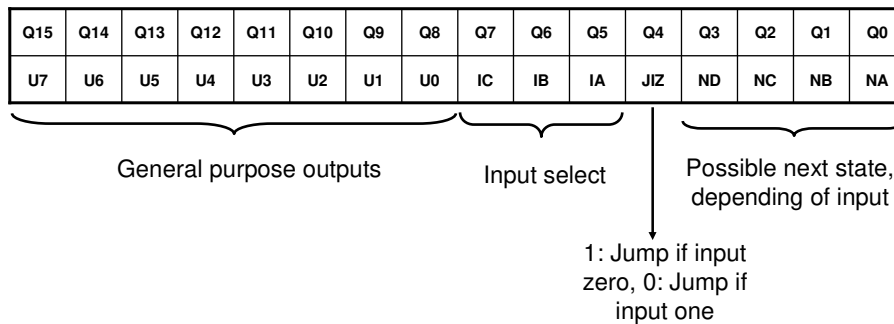 Q15 Q14 Q13 Q12 Q11 Q10 Q9 Q8 Q7 Q6 Q5 Q4 Q3 Q2 Q1 Q0
U7 U6 U5 U4 U3 U2 U1 U0 IC IB IA JIZ ND NC NB NA
General purpose outputs
Input select
Possible next state,
depending of input
1: Jump if input
zero, 0: Jump if
input one